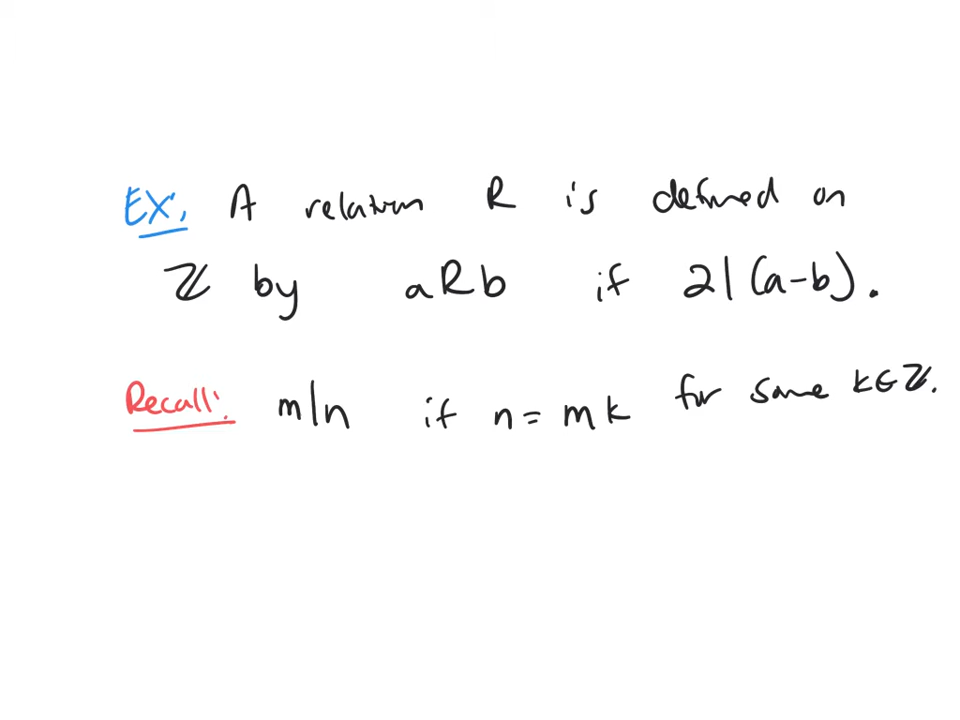 EX. A relation R is defined on
ℤ by aRb if 2|(a-b).
Recall: m|n if n = mk for some k∈ℤ.